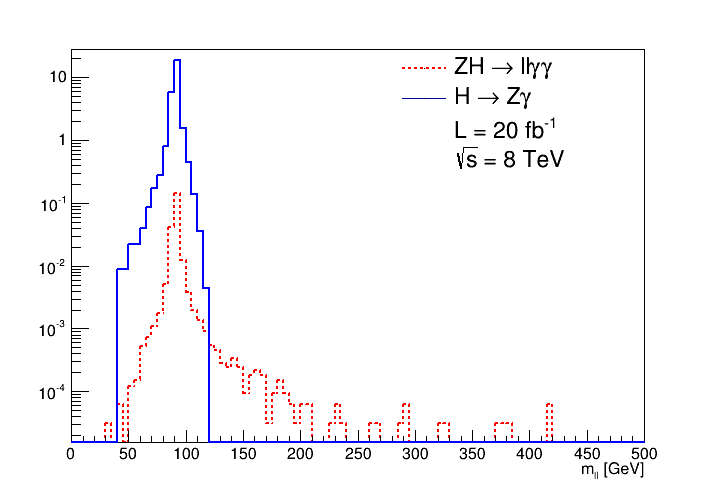 ZH → llγγ
H → Zγ
L = 20 fb⁻¹
√s = 8 TeV
10
1
10⁻¹
10⁻²
10⁻³
10⁻⁴
0 50 100 150 200 250 300 350 400 450 500
m_ll [GeV]